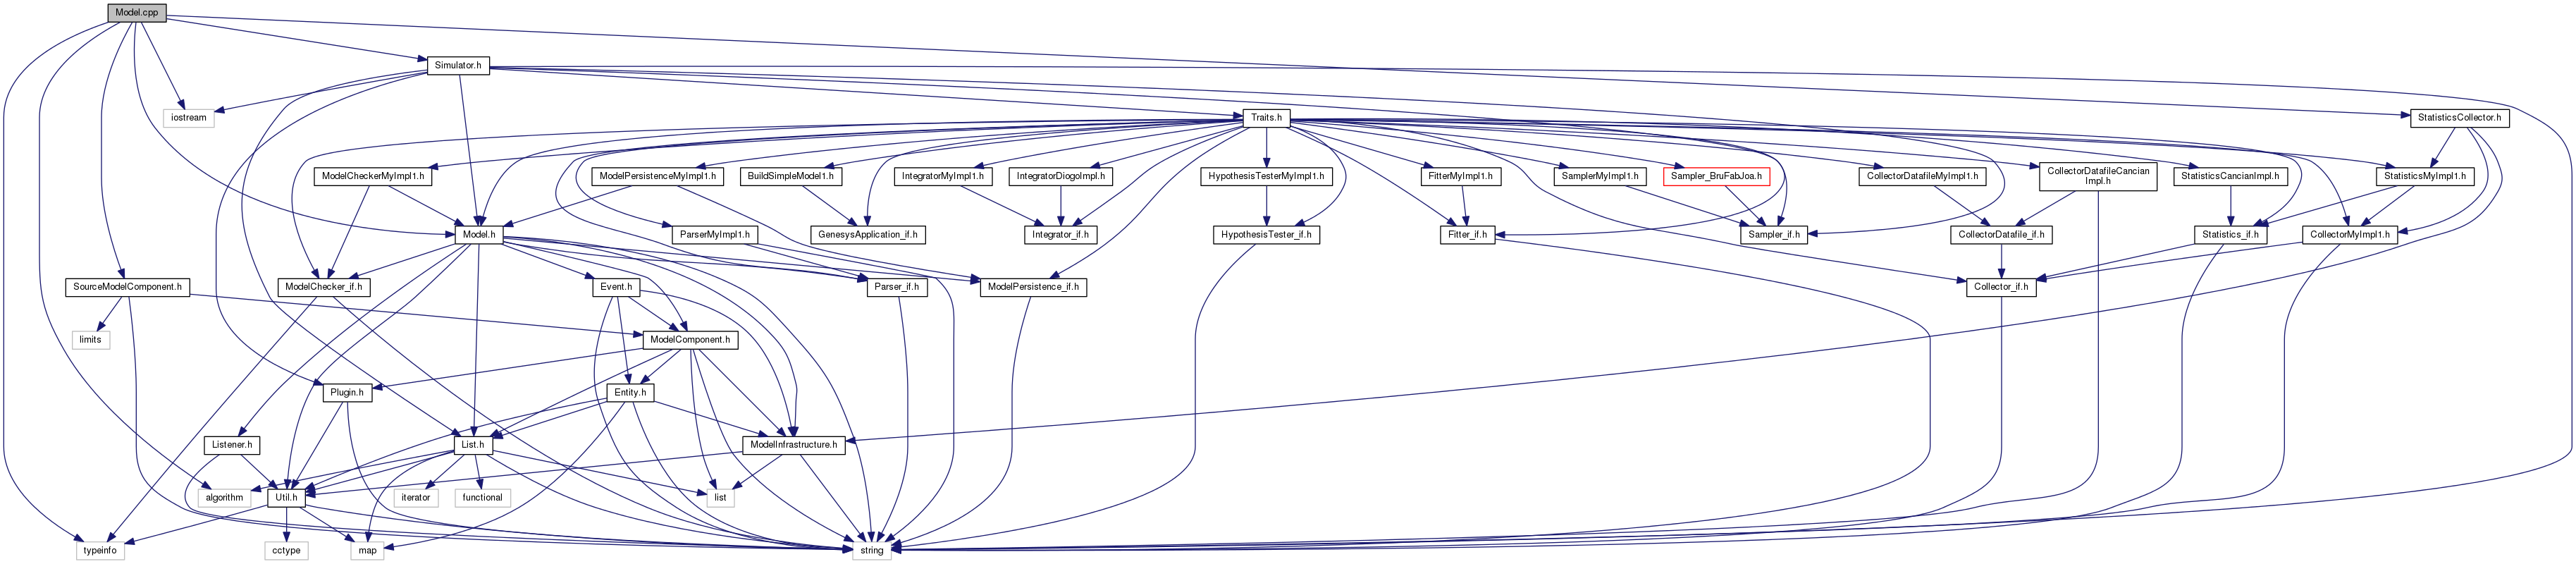 Model.cpp
Simulator.h
iostream
Traits.h
StatisticsCollector.h
ModelCheckerMyImpl1.h
ModelPersistenceMyImpl1.h
BuildSimpleModel1.h
IntegratorMyImpl1.h
IntegratorDiogoImpl.h
HypothesisTesterMyImpl1.h
FitterMyImpl1.h
SamplerMyImpl1.h
Sampler_BruFabJoa.h
CollectorDatafileMyImpl1.h
CollectorDatafileCancian
Impl.h
StatisticsCancianImpl.h
StatisticsMyImpl1.h
Model.h
ParserMyImpl1.h
GenesysApplication_if.h
Integrator_if.h
HypothesisTester_if.h
Fitter_if.h
Sampler_if.h
CollectorDatafile_if.h
Statistics_if.h
CollectorMyImpl1.h
SourceModelComponent.h
ModelChecker_if.h
Event.h
Parser_if.h
ModelPersistence_if.h
Collector_if.h
limits
ModelComponent.h
Plugin.h
Entity.h
Listener.h
List.h
ModelInfrastructure.h
algorithm
Util.h
iterator
functional
list
typeinfo
cctype
map
string